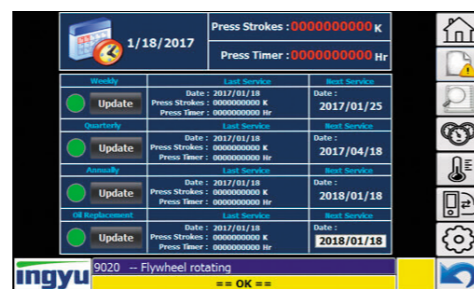 1/18/2017
Press Strokes : 0000000000 K
Press Timer : 0000000000 Hr
Weekly Last Service Next Service
Update
Date : 2017/01/18
Press Strokes : 0000000000 K
Press Timer : 0000000000 Hr
Date :
2017/01/25
Quarterly Last Service Next Service
Update
Date : 2017/01/18
Press Strokes : 0000000000 K
Press Timer : 0000000000 Hr
Date :
2017/04/18
Annually Last Service Next Service
Update
Date : 2017/01/18
Press Strokes : 0000000000 K
Press Timer : 0000000000 Hr
Date :
2018/01/18
Oil Replacement Last Service Next Service
Update
Date : 2017/01/18
Press Strokes : 0000000000 K
Press Timer : 0000000000 Hr
Date :
2018/01/18
ingyu
9020 -- Flywheel rotating
== OK ==